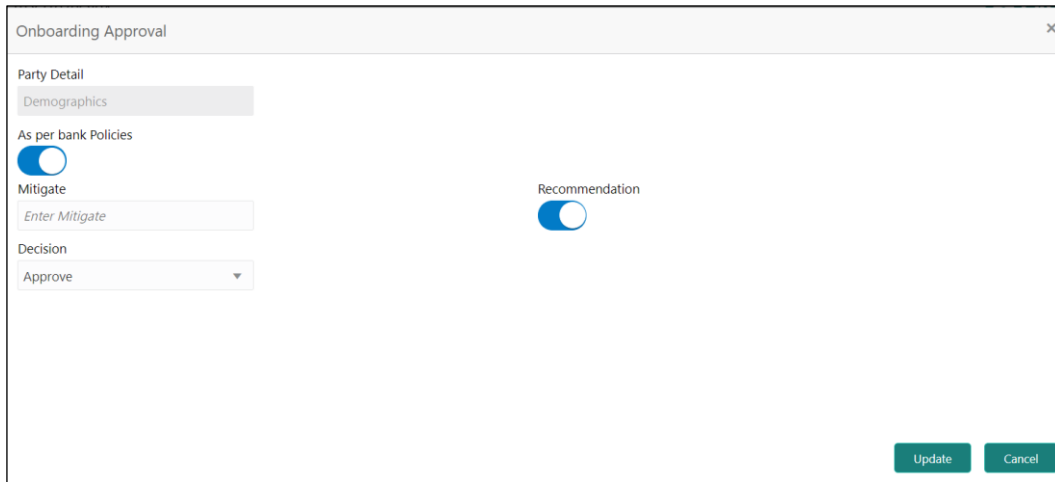 Onboarding Approval
Party Detail
Demographics
As per bank Policies
Mitigate
Recommendation
Enter Mitigate
Decision
Approve
Update
Cancel